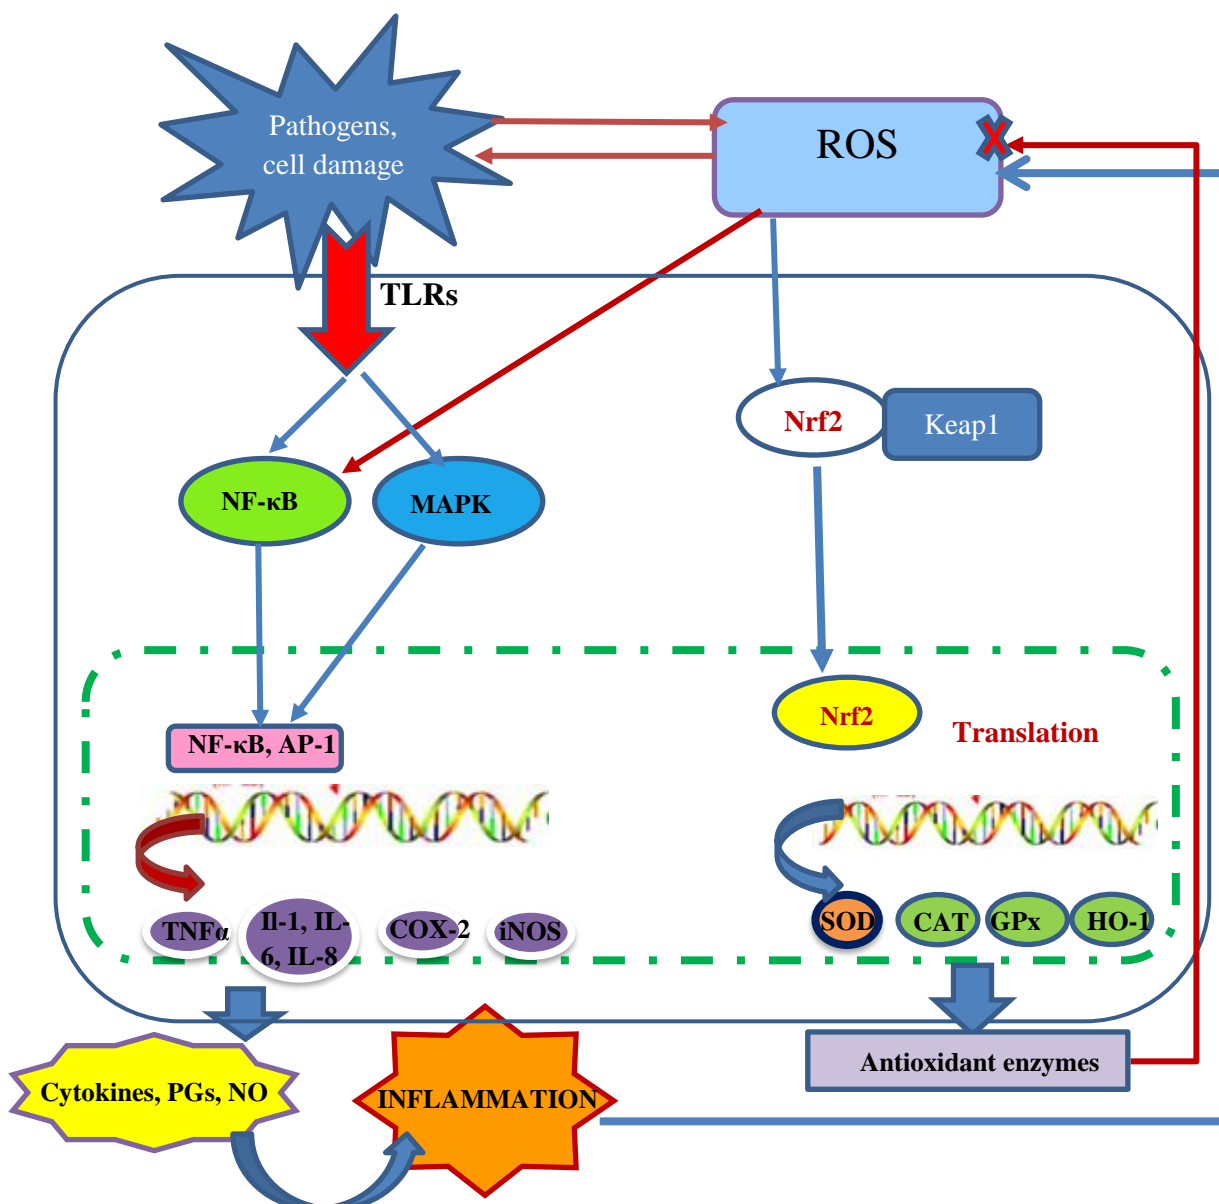 Pathogens,
cell damage
ROS
X
TLRs
Nrf2
Keap1
NF-κB
MAPK
NF-κB, AP-1
Nrf2
Translation
TNFα
Il-1, IL-
6, IL-8
COX-2
iNOS
SOD
CAT
GPx
HO-1
Cytokines, PGs, NO
INFLAMMATION
Antioxidant enzymes